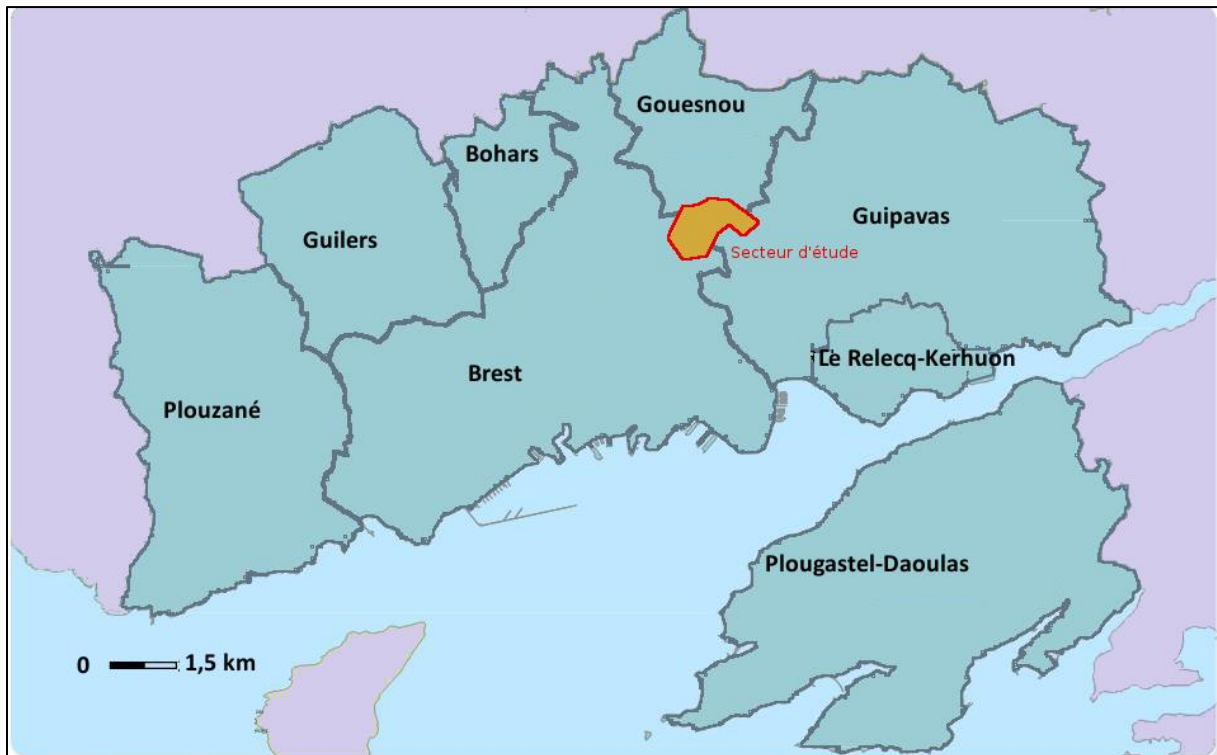 Gouesnou
Bohars
Guipavas
Guilers
Secteur d'étude
Le Relecq-Kerhuon
Brest
Plouzané
Plougastel-Daoulas
0 1,5 km